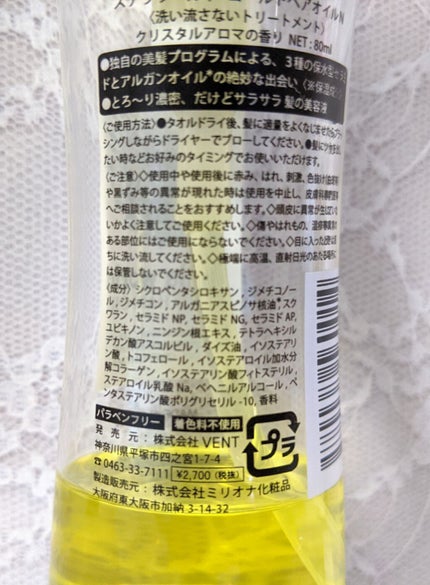 ヘアオイルN
〈洗い流さないトリートメント〉
クリスタルアロマの香り NET : 80ml
●独自の美髪プログラムによる、3種の保水型セラミ
ドとアルガンオイル*の絶妙な出会い〈※保湿成
●とろ～り濃密、だけどサラサラ 髪の美容液
〈ご使用方法〉●タオルドライ後、髪に適量をよくなじませたらブラッ
シングしながらドライヤーでブローしてください。●髪に
たい時などお好みのタイミングでお使いいただけます。
〈ご注意〉◇使用中や使用後に赤み、はれ、刺激、色抜け
や黒ずみ等の異常が現れた時は使用を中止し、皮膚科専門医等
へご相談されることをおすすめします。◇頭皮に異常が生じていな
いかよく注意してご使用ください。◇傷やはれもの、湿疹等異常の
ある部位にはご使用にならないでください。◇目に入った時は直
ちに洗い流してください。◇極端に高温、直射日光のあたる場所に
は保管しないでください。
〈成分〉シクロペンタシロキサン , ジメチコノー
ル , ジメチコン , アルガニアスピノサ核油*, スク
ワラン , セラミド NP, セラミド NG, セラミド AP,
ユビキノン , ニンジン根エキス , テトラヘキシル
デカン酸アスコルビル , ダイズ油 , イソステアリ
ン酸 , トコフェロール , イソステアロイル加水分
解コラーゲン , イソステアリン酸フィトステリル ,
ステアロイル乳酸 Na, ベヘニルアルコール , ペ
ンタステアリン酸ポリグリセリル -10, 香料
パラベンフリー 着色料不使用
発 売 元 : 株式会社 VENT
神奈川県平塚市四之宮1-7-4
☎ 0463-33-7111 ¥2,700 (税抜)
プラ
製造販売元 : 株式会社ミリオナ化粧品
大阪府東大阪市加納 3-14-32